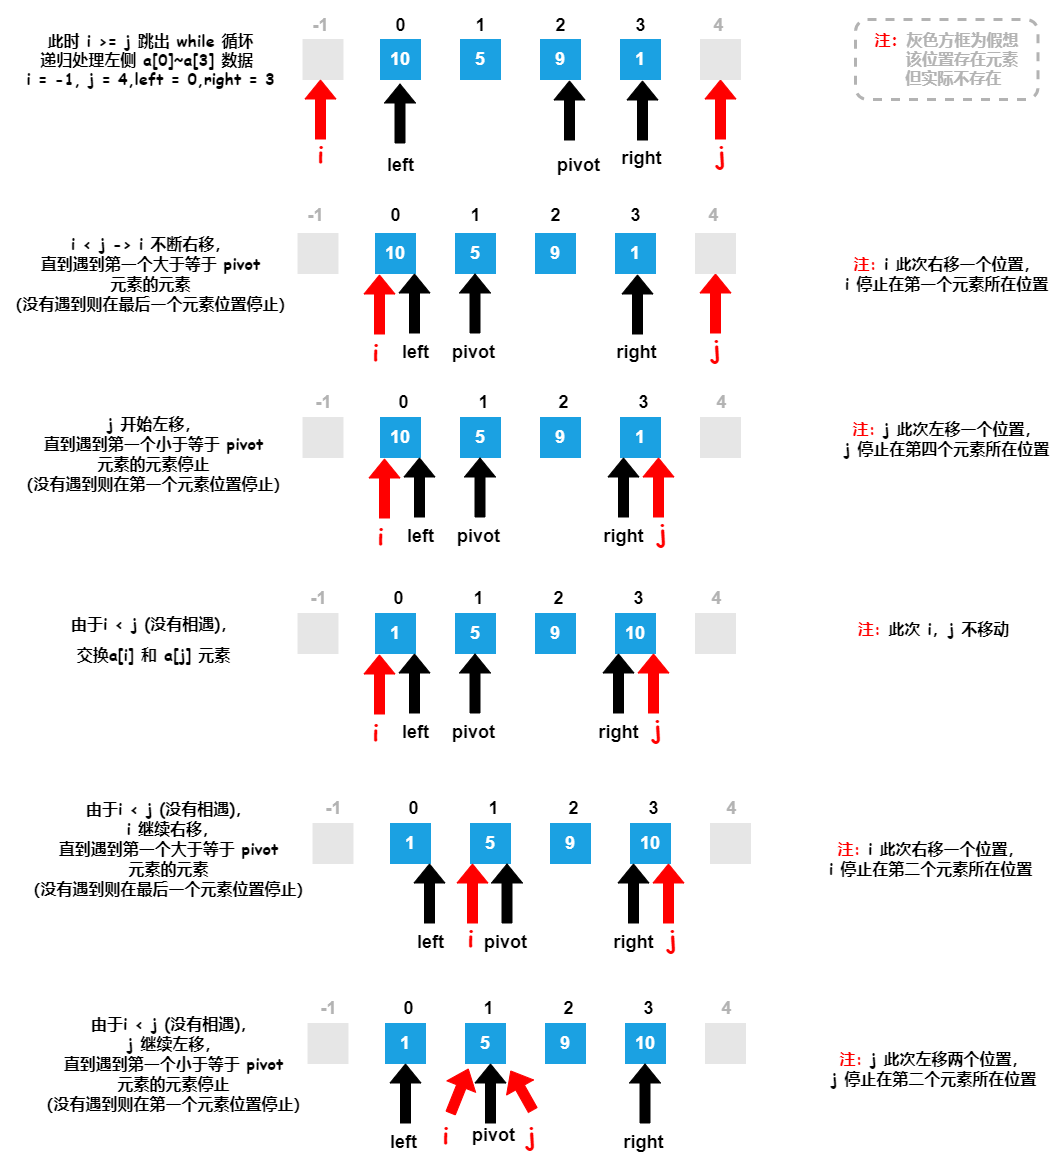 此时 i >= j 跳出 while 循坏
递归处理左侧 a[0]~a[3] 数据
i = -1, j = 4,left = 0,right = 3
-1 0 1 2 3 4
10 5 9 1
i left pivot right j
注：灰色方框为假想
该位置存在元素
但实际不存在
i < j -> i 不断右移，
直到遇到第一个大于等于 pivot
元素的元素
(没有遇到则在最后一个元素位置停止)
-1 0 1 2 3 4
10 5 9 1
i left pivot right j
注：i 此次右移一个位置，
i 停止在第一个元素所在位置
j 开始左移，
直到遇到第一个小于等于 pivot
元素的元素停止
(没有遇到则在第一个元素位置停止)
-1 0 1 2 3 4
10 5 9 1
i left pivot right j
注：j 此次左移一个位置，
j 停止在第四个元素所在位置
由于i < j (没有相遇)，
交换a[i] 和 a[j] 元素
-1 0 1 2 3 4
1 5 9 10
i left pivot right j
注：此次 i，j 不移动
由于i < j (没有相遇)，
i 继续右移，
直到遇到第一个大于等于 pivot
元素的元素
(没有遇到则在最后一个元素位置停止)
-1 0 1 2 3 4
1 5 9 10
left i pivot right j
注：i 此次右移一个位置，
i 停止在第二个元素所在位置
由于i < j (没有相遇)，
j 继续左移，
直到遇到第一个小于等于 pivot
元素的元素停止
(没有遇到则在第一个元素位置停止)
-1 0 1 2 3 4
1 5 9 10
left i pivot j right
注：j 此次左移两个位置，
j 停止在第二个元素所在位置